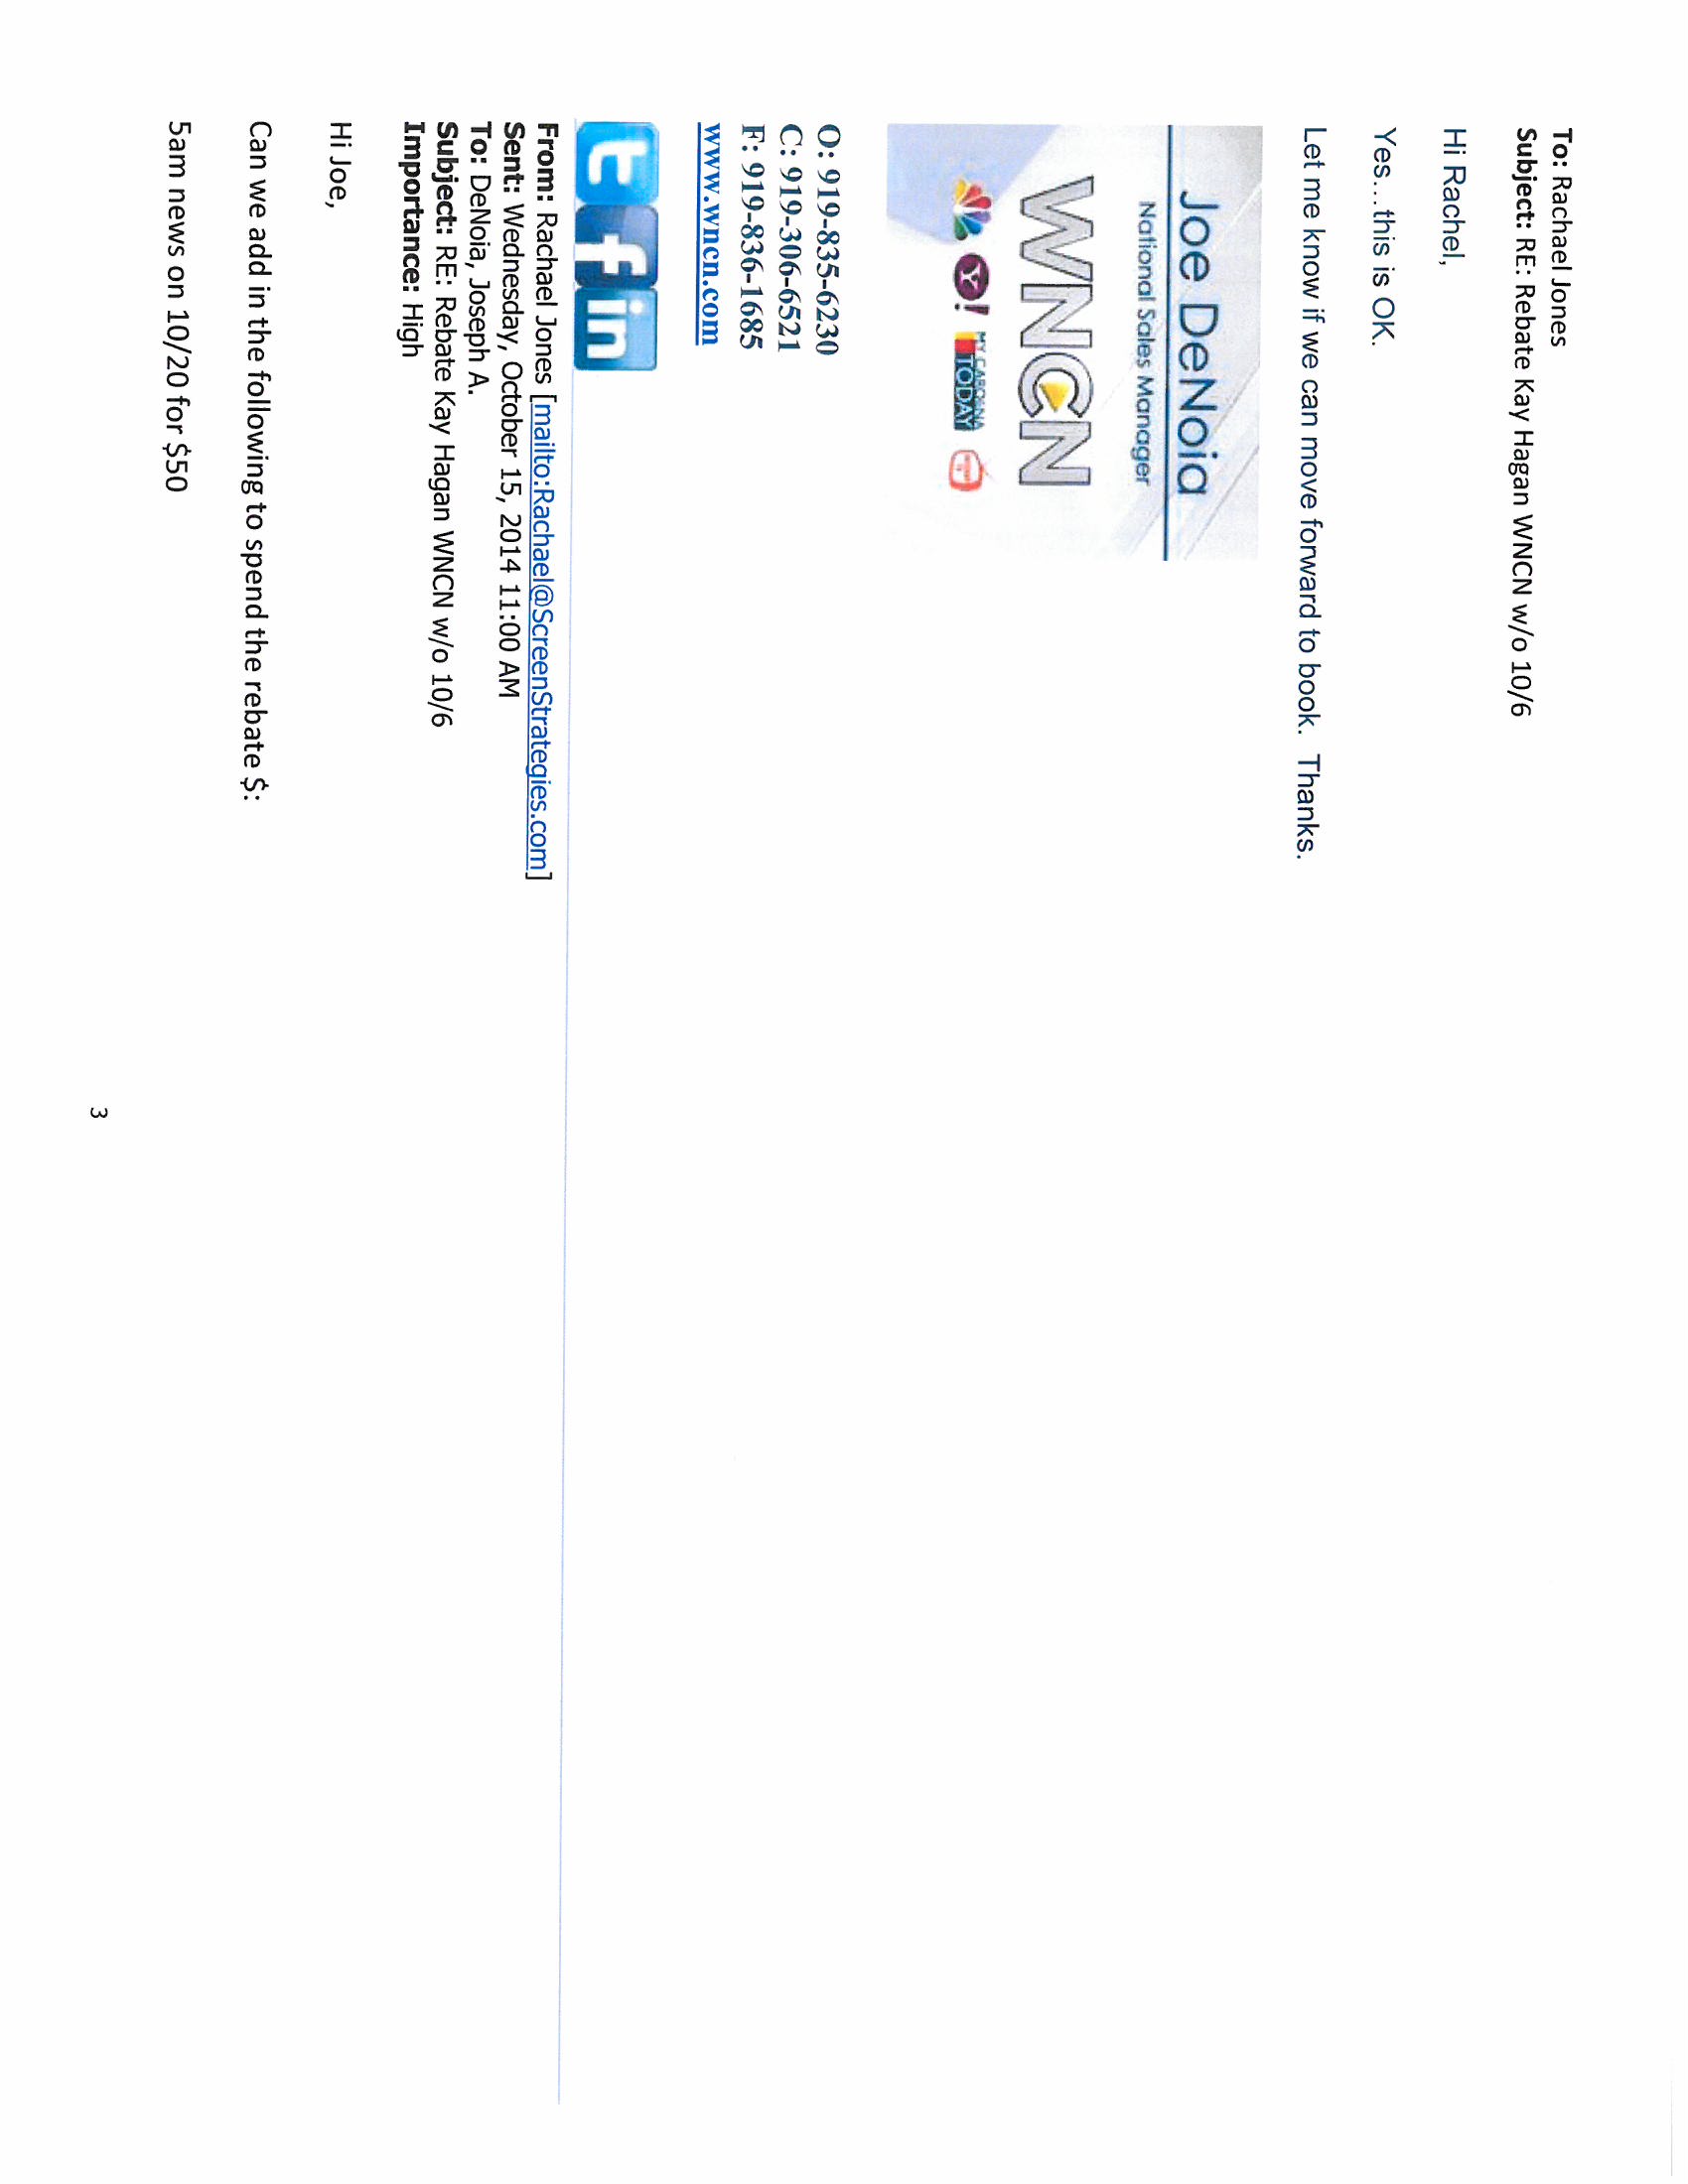 To: Rachael Jones
Subject: RE: Rebate Kay Hagan WNCN w/o 10/6
Hi Rachel,
Yes...this is OK.
Let me know if we can move forward to book.  Thanks.
Joe DeNoia
National Sales Manager
WNCN
Y!
MY CAROLINA
TODAY
O: 919-835-6230
C: 919-306-6521
F: 919-836-1685
www.wncn.com
t f in
From: Rachael Jones [mailto:Rachael@ScreenStrategies.com]
Sent: Wednesday, October 15, 2014 11:00 AM
To: DeNoia, Joseph A.
Subject: RE: Rebate Kay Hagan WNCN w/o 10/6
Importance: High
Hi Joe,
Can we add in the following to spend the rebate $:
5am news on 10/20 for $50
3